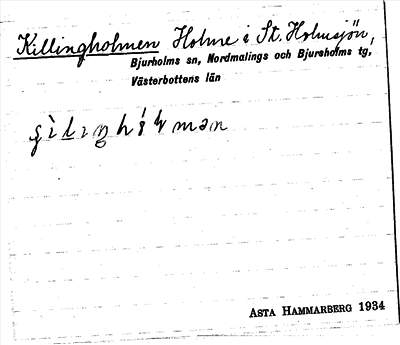 Killingholmen Holme i St. Holmsjön,
Bjurholms sn, Nordmalings och Bjurholms tg,
Västerbottens län
ASTA HAMMARBERG 1934